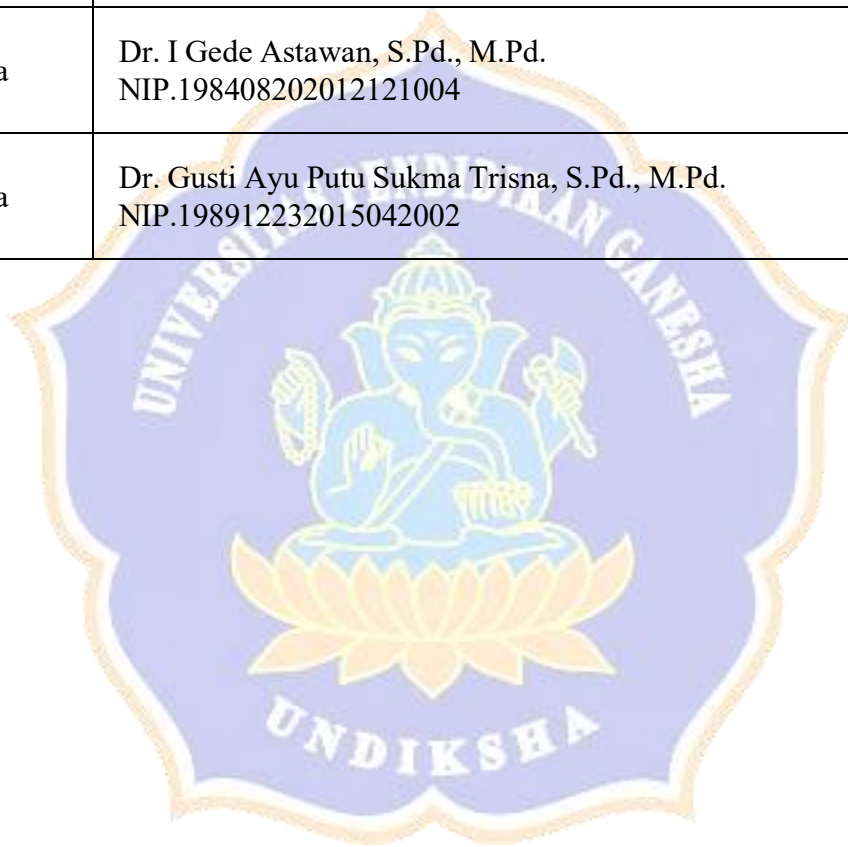 a
Dr. I Gede Astawan, S.Pd., M.Pd.
NIP.198408202012121004
a
Dr. Gusti Ayu Putu Sukma Trisna, S.Pd., M.Pd.
NIP.198912232015042002
UNIVERSITAS PENDIDIKAN GANESHA
UNDIKSHA